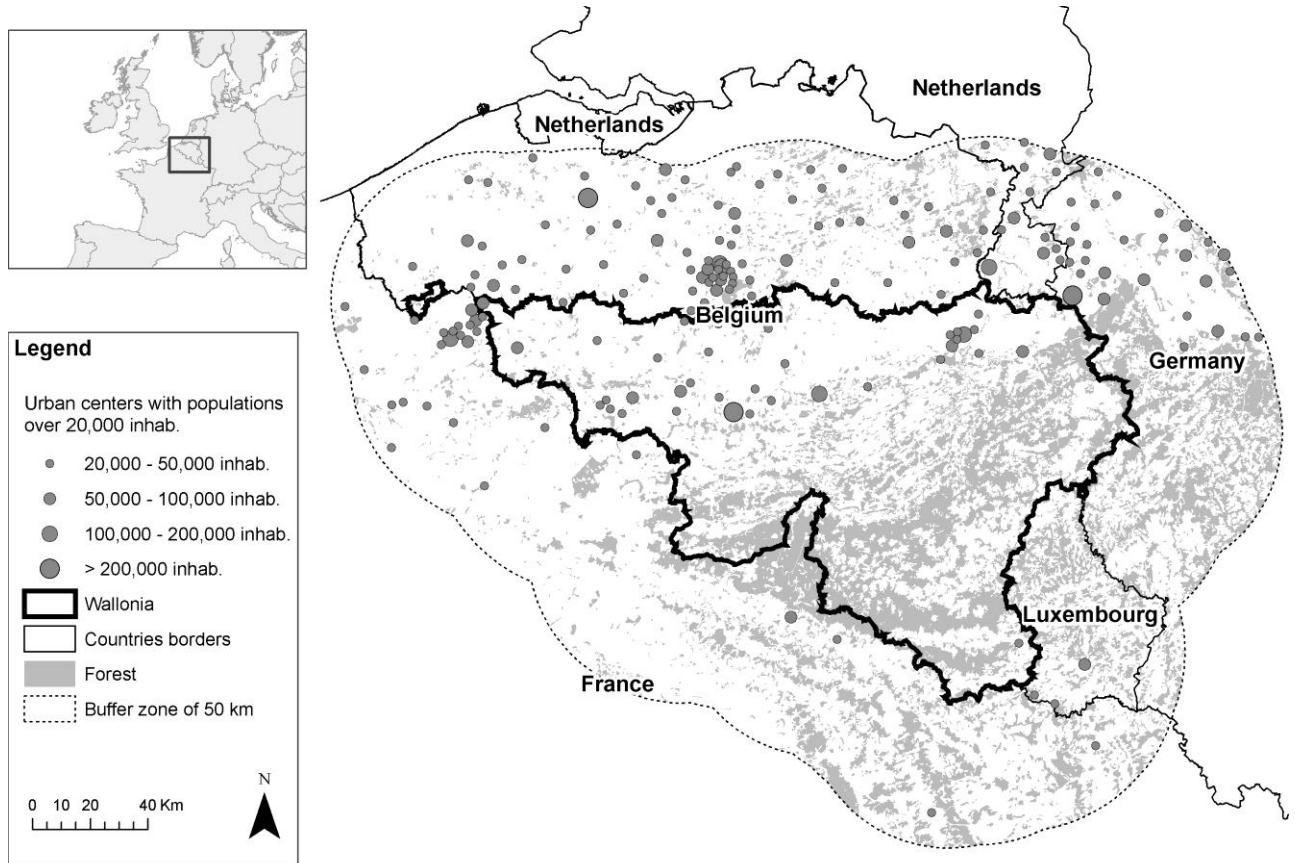 Netherlands
Netherlands
Belgium
Germany
Luxembourg
France
Legend
Urban centers with populations
over 20,000 inhab.
20,000 - 50,000 inhab.
50,000 - 100,000 inhab.
100,000 - 200,000 inhab.
> 200,000 inhab.
Wallonia
Countries borders
Forest
Buffer zone of 50 km
N
0 10 20 40 Km